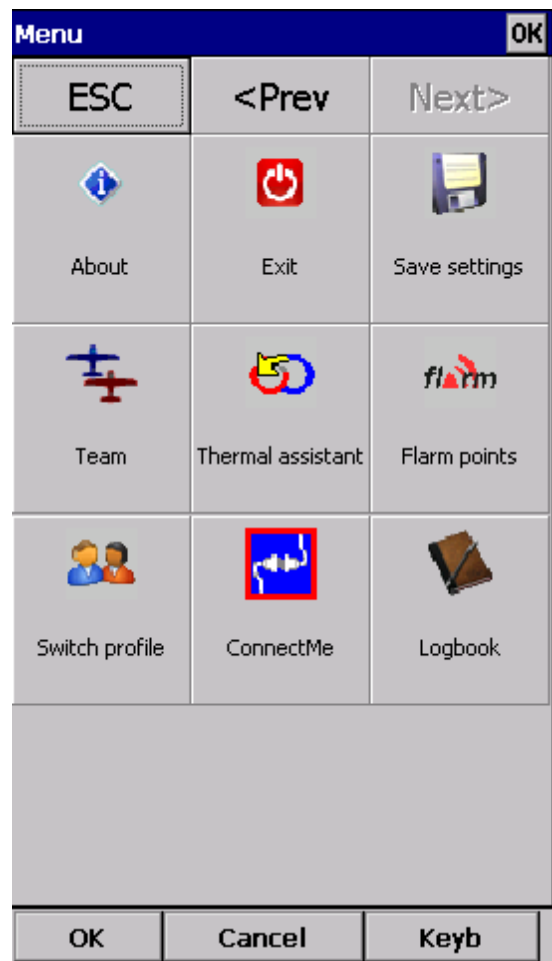 Menu OK
ESC <Prev Next>
i
About Exit Save settings
flarm
Team Thermal assistant Flarm points
Switch profile ConnectMe Logbook
OK Cancel Keyb